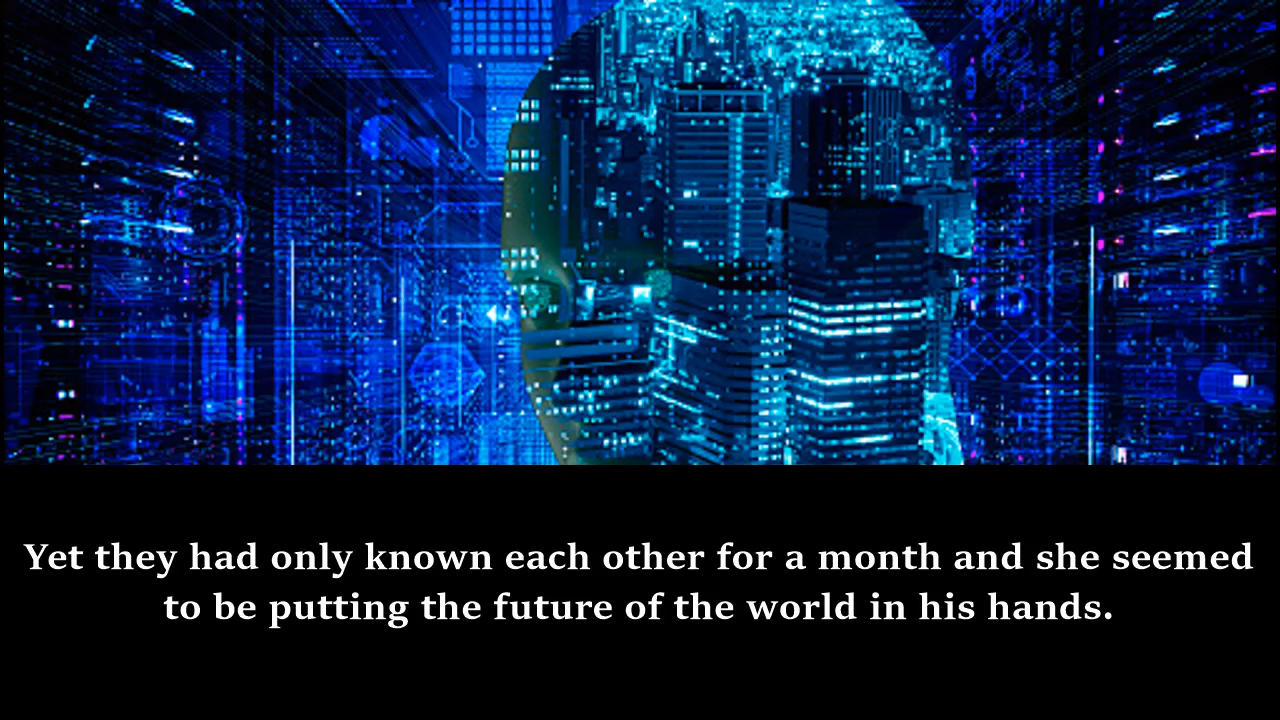 Yet they had only known each other for a month and she seemed
to be putting the future of the world in his hands.